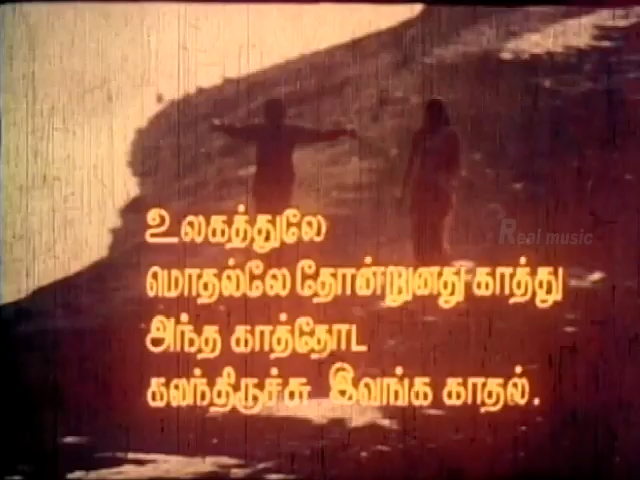 உலகத்துலே
மொதல்லே தோன்றுனது காத்து
Real music
அந்த காத்தோட
கலந்திருச்சு இவங்க காதல்.